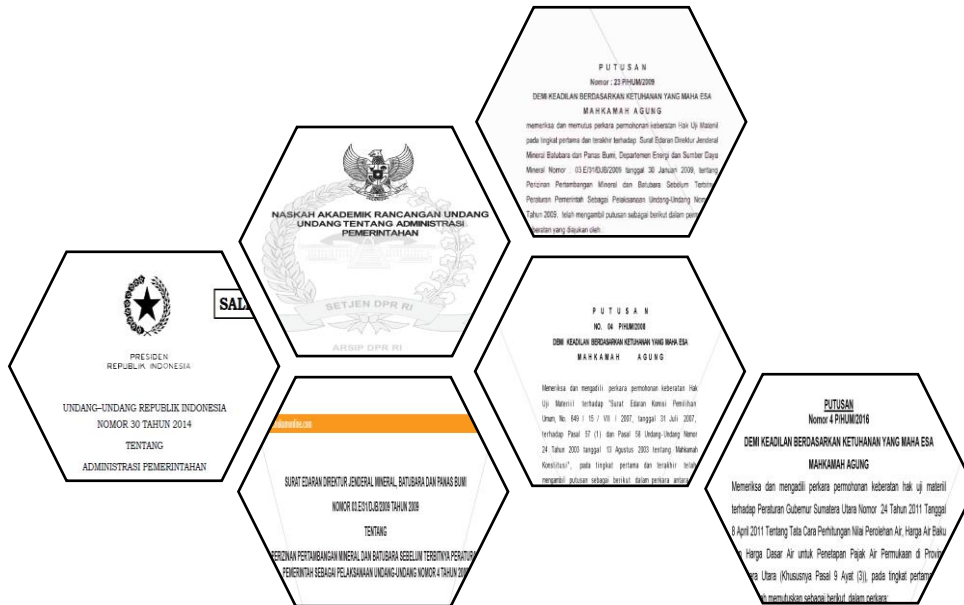 PRESIDEN
REPUBLIK INDONESIA
UNDANG–UNDANG REPUBLIK INDONESIA
NOMOR 30 TAHUN 2014
TENTANG
ADMINISTRASI PEMERINTAHAN
NASKAH AKADEMIK RANCANGAN UNDANG
UNDANG TENTANG ADMINISTRASI
PEMERINTAHAN
SETJEN DPR RI
ARSIP DPR RI
SURAT EDARAN DIREKTUR JENDERAL MINERAL, BATUBARA DAN PANAS BUMI
NOMOR 03.E/31/DJB/2009 TAHUN 2009
TENTANG
PERIZINAN PERTAMBANGAN MINERAL DAN BATUBARA SEBELUM TERBITNYA
PEMERINTAH SEBAGAI PELAKSANAAN UNDANG-UNDANG NOMOR 4 TAHUN
P U T U S A N
Nomor : 23 P/HUM/2009
DEMI KEADILAN BERDASARKAN KETUHANAN YANG MAHA ESA
MAHKAMAH AGUNG
memeriksa dan memutus perkara permohonan keberatan Hak Uji Materiil
pada tingkat pertama dan terakhir terhadap Surat Edaran Direktur Jenderal
Mineral Batubara dan Panas Bumi, Departemen Energi dan Sumber Daya
Mineral Nomor : 03.E/31/DJB/2009 tanggal 30 Januari 2009, tentang
Perizinan Pertambangan Mineral dan Batubara Sebelum
Peraturan Pemerintah Sebagai Pelaksanaan Undang-Undang
Tahun 2009, telah mengambil putusan sebagai berikut dalam
yang diajukan oleh
P U T U S A N
NO. 04 P/HUM/2008
DEMI KEADILAN BERDASARKAN KETUHANAN YANG MAHA ESA
MAHKAMAH AGUNG
Memeriksa dan mengadili perkara permohonan keberatan Hak
Uji Materiil terhadap "Surat Edaran Komisi Pemilihan
Umum, No. 649 / 15 / VII / 2007, tanggal 31 Juli 2007,
terhadap Pasal 57 (1) dan Pasal 58 Undang-Undang Nomor
24 Tahun 2003 tanggal 13 Agustus 2003 tentang Mahkamah
Konstitusi", pada tingkat pertama dan terakhir telah
mengambil putusan sebagai berikut dalam perkara antara
PUTUSAN
Nomor 4 P/HUM/2016
DEMI KEADILAN BERDASARKAN KETUHANAN YANG MAHA ESA
MAHKAMAH AGUNG
Memeriksa dan mengadili perkara permohonan keberatan hak uji materiil
terhadap Peraturan Gubernur Sumatera Utara Nomor 24 Tahun 2011 Tanggal
8 April 2011 Tentang Tata Cara Perhitungan Nilai Perolehan Air, Harga Air Baku
Harga Dasar Air untuk Penetapan Pajak Air Permukaan di
Utara (Khususnya Pasal 9 Ayat (3)), pada tingkat
memutuskan sebagai berikut dalam perkara: